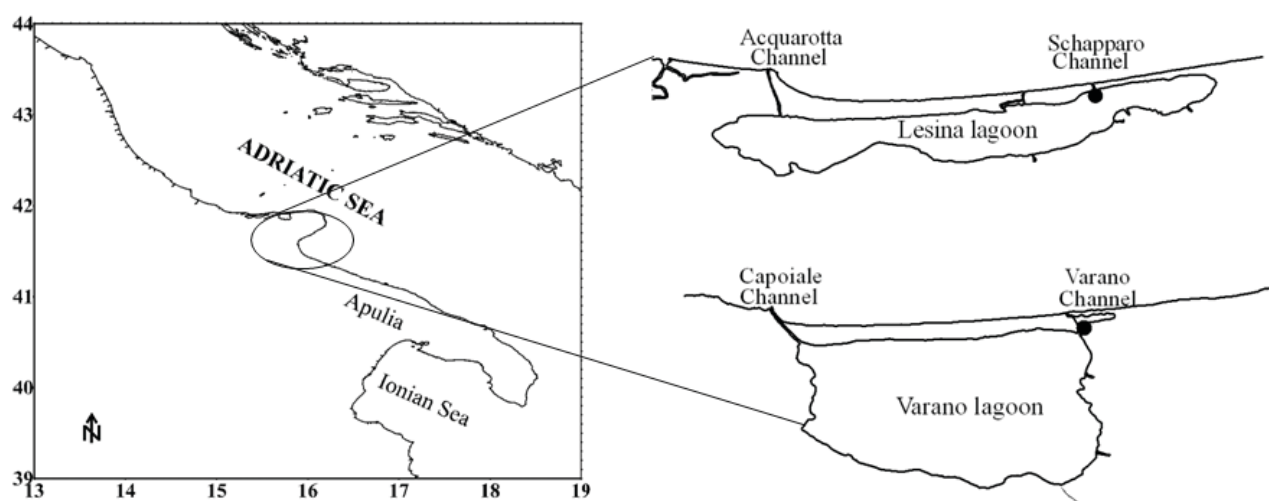 44
43
42
41
40
39
13
14
15
16
17
18
19
ADRIATIC SEA
Apulia
Ionian Sea
N
Acquarotta
Channel
Schapparo
Channel
Lesina lagoon
Capoiale
Channel
Varano
Channel
Varano lagoon